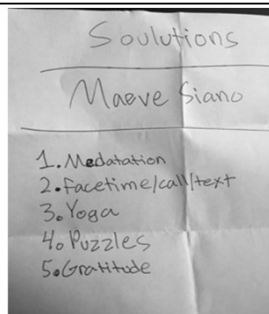 Soulutions
Maeve Siano
1. Medatation
2. Facetime/call/text
3. Yoga
4. Puzzles
5. Gratitude